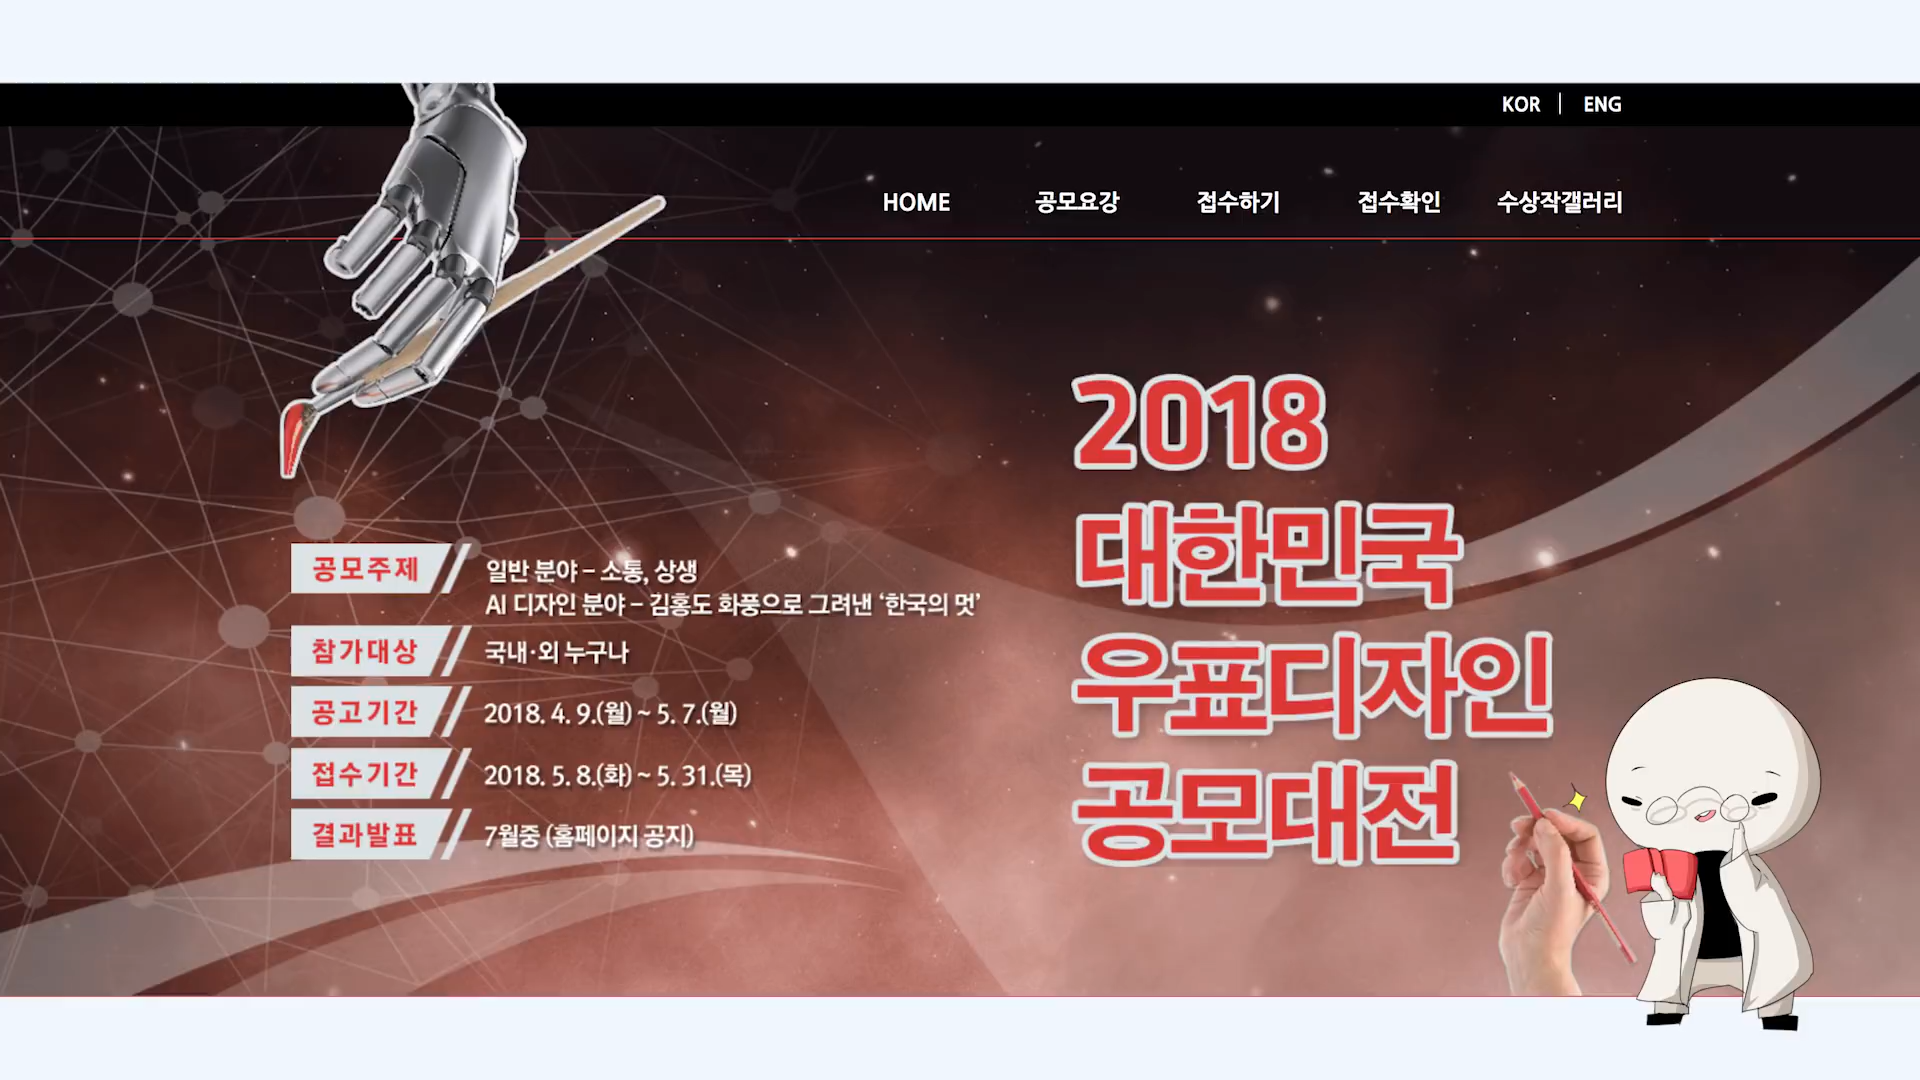 KOR | ENG
HOME 공모요강 접수하기 접수확인 수상작갤러리
2018
대한민국
우표디자인
공모대전
공모주제 일반 분야 - 소통, 상생
AI 디자인 분야 - 김홍도 화풍으로 그려낸 ‘한국의 멋’
참가대상 국내·외 누구나
공고기간 2018. 4. 9.(월) ~ 5. 7.(월)
접수기간 2018. 5. 8.(화) ~ 5. 31.(목)
결과발표 7월중 (홈페이지 공지)